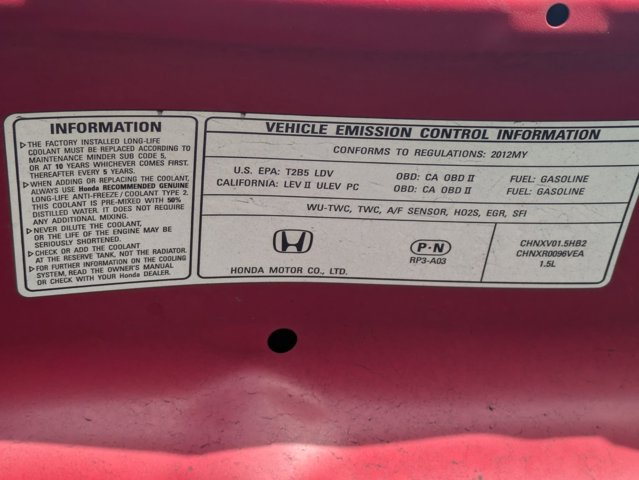 INFORMATION
▷THE FACTORY INSTALLED LONG-LIFE
COOLANT MUST BE REPLACED ACCORDING TO
MAINTENANCE MINDER SUB CODE 5,
OR AT 10 YEARS WHICHEVER COMES FIRST.
THEREAFTER EVERY 5 YEARS.
▷WHEN ADDING OR REPLACING THE COOLANT,
ALWAYS USE Honda RECOMMENDED GENUINE
LONG-LIFE ANTI-FREEZE/COOLANT TYPE 2.
THIS COOLANT IS PRE-MIXED WITH 50%
DISTILLED WATER. IT DOES NOT REQUIRE
ANY ADDITIONAL MIXING.
▷NEVER DILUTE THE COOLANT,
OR THE LIFE OF THE ENGINE MAY BE
SERIOUSLY SHORTENED.
▷CHECK OR ADD THE COOLANT
AT THE RESERVE TANK, NOT THE RADIATOR.
▷FOR FURTHER INFORMATION ON THE COOLING
SYSTEM, READ THE OWNER'S MANUAL
OR CHECK WITH YOUR Honda DEALER.
VEHICLE EMISSION CONTROL INFORMATION
CONFORMS TO REGULATIONS: 2012MY
U.S. EPA: T2B5 LDV OBD: CA OBD II FUEL: GASOLINE
CALIFORNIA: LEV II ULEV PC OBD: CA OBD II FUEL: GASOLINE
WU-TWC, TWC, A/F SENSOR, HO2S, EGR, SFI
HONDA MOTOR CO., LTD.
P·N
RP3-A03
CHNXV01.5HB2
CHNXR0096VEA
1.5L